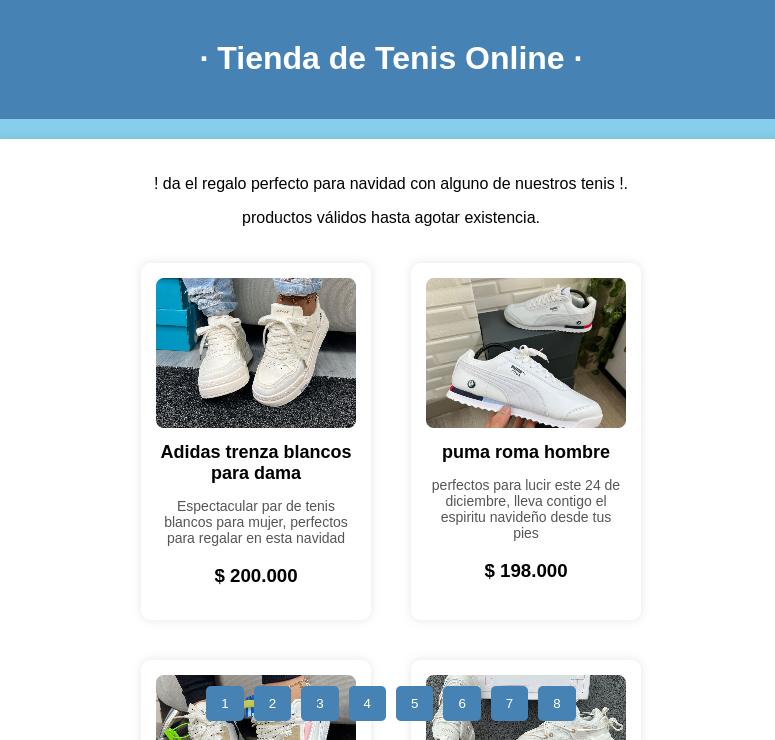 · Tienda de Tenis Online ·
! da el regalo perfecto para navidad con alguno de nuestros tenis !.
productos válidos hasta agotar existencia.
Adidas trenza blancos
para dama
Espectacular par de tenis
blancos para mujer, perfectos
para regalar en esta navidad
$ 200.000
puma roma hombre
perfectos para lucir este 24 de
diciembre, lleva contigo el
espiritu navideño desde tus
pies
$ 198.000
1 2 3 4 5 6 7 8